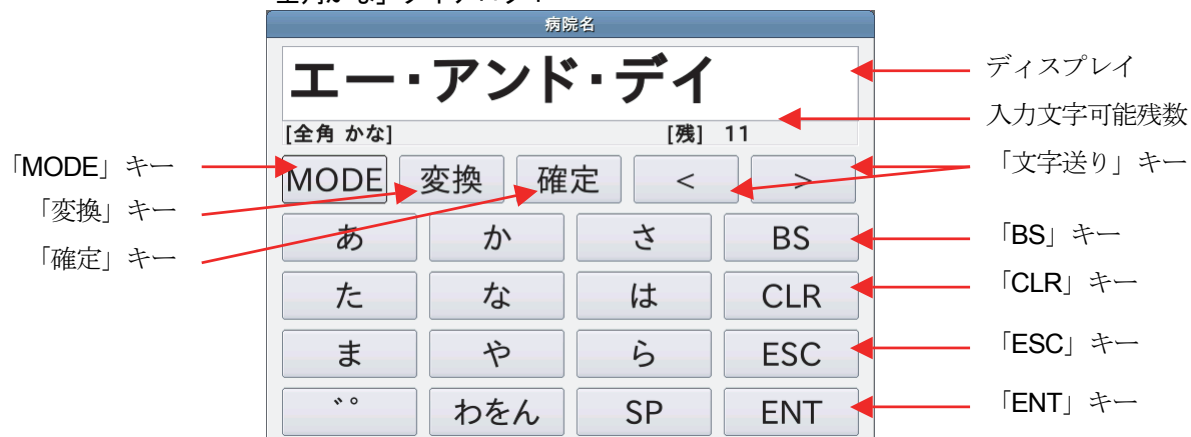 病院名
エー・アンド・デイ
[全角 かな] [残] 11
MODE 変換 確定 < >
あ か さ BS
た な は CLR
ま や ら ESC
゛゜ わをん SP ENT
「MODE」キー
「変換」キー
「確定」キー
ディスプレイ
入力文字可能残数
「文字送り」キー
「BS」キー
「CLR」キー
「ESC」キー
「ENT」キー